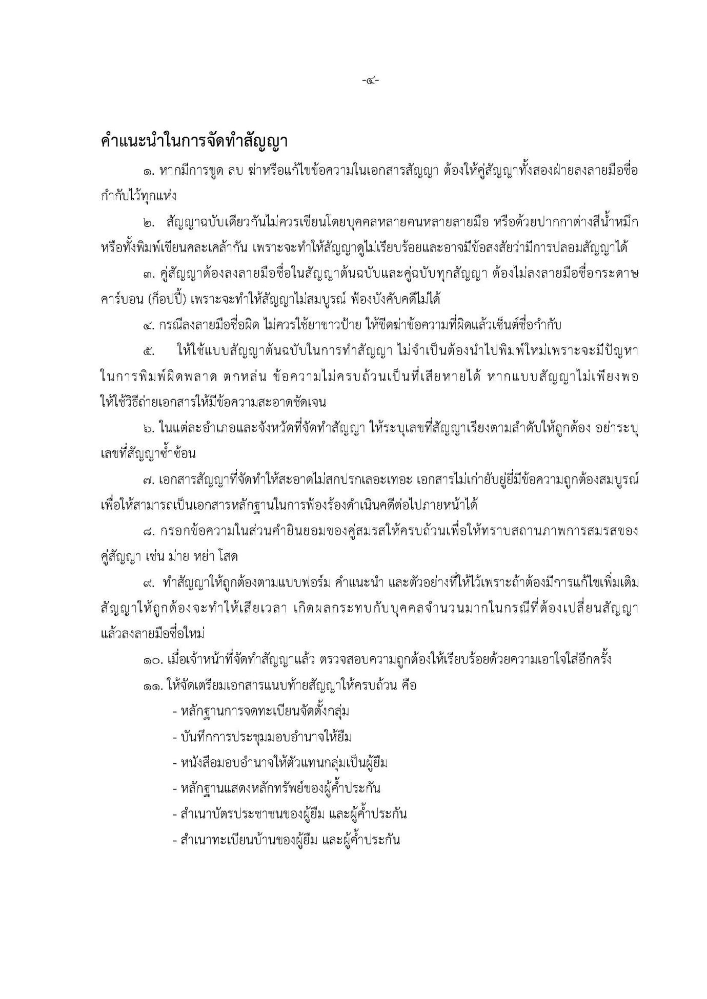 -๔-
คำแนะนำในการจัดทำสัญญา
๑. หากมีการขูด ลบ ฆ่าหรือแก้ไขข้อความในเอกสารสัญญา ต้องให้คู่สัญญาทั้งสองฝ่ายลงลายมือชื่อ
กำกับไว้ทุกแห่ง
๒. สัญญาฉบับเดียวกันไม่ควรเขียนโดยบุคคลหลายคนหลายลายมือ หรือด้วยปากกาต่างสีน้ำหมึก
หรือทั้งพิมพ์เขียนคละเคล้ากัน เพราะจะทำให้สัญญาดูไม่เรียบร้อยและอาจมีข้อสงสัยว่ามีการปลอมสัญญาได้
๓. คู่สัญญาต้องลงลายมือชื่อในสัญญาต้นฉบับและคู่ฉบับทุกสัญญา ต้องไม่ลงลายมือชื่อกระดาษ
คาร์บอน (ก็อปปี้) เพราะจะทำให้สัญญาไม่สมบูรณ์ ฟ้องบังคับคดีไม่ได้
๔. กรณีลงลายมือชื่อผิด ไม่ควรใช้ยาขาวป้าย ให้ขีดฆ่าข้อความที่ผิดแล้วเซ็นต์ชื่อกำกับ
๕. ให้ใช้แบบสัญญาต้นฉบับในการทำสัญญา ไม่จำเป็นต้องนำไปพิมพ์ใหม่เพราะจะมีปัญหา
ในการพิมพ์ผิดพลาด ตกหล่น ข้อความไม่ครบถ้วนเป็นที่เสียหายได้ หากแบบสัญญาไม่เพียงพอ
ให้ใช้วิธีถ่ายเอกสารให้มีข้อความสะอาดชัดเจน
๖. ในแต่ละอำเภอและจังหวัดที่จัดทำสัญญา ให้ระบุเลขที่สัญญาเรียงตามลำดับให้ถูกต้อง อย่าระบุ
เลขที่สัญญาซ้ำซ้อน
๗. เอกสารสัญญาที่จัดทำให้สะอาดไม่สกปรกเลอะเทอะ เอกสารไม่เก่ายับยู่ยี่มีข้อความถูกต้องสมบูรณ์
เพื่อให้สามารถเป็นเอกสารหลักฐานในการฟ้องร้องดำเนินคดีต่อไปภายหน้าได้
๘. กรอกข้อความในส่วนคำยินยอมของคู่สมรสให้ครบถ้วนเพื่อให้ทราบสถานภาพการสมรสของ
คู่สัญญา เช่น ม่าย หย่า โสด
๙. ทำสัญญาให้ถูกต้องตามแบบฟอร์ม คำแนะนำ และตัวอย่างที่ให้ไว้เพราะถ้าต้องมีการแก้ไขเพิ่มเติม
สัญญาให้ถูกต้องจะทำให้เสียเวลา เกิดผลกระทบกับบุคคลจำนวนมากในกรณีที่ต้องเปลี่ยนสัญญา
แล้วลงลายมือชื่อใหม่
๑๐. เมื่อเจ้าหน้าที่จัดทำสัญญาแล้ว ตรวจสอบความถูกต้องให้เรียบร้อยด้วยความเอาใจใส่อีกครั้ง
๑๑. ให้จัดเตรียมเอกสารแนบท้ายสัญญาให้ครบถ้วน คือ
- หลักฐานการจดทะเบียนจัดตั้งกลุ่ม
- บันทึกการประชุมมอบอำนาจให้ยืม
- หนังสือมอบอำนาจให้ตัวแทนกลุ่มเป็นผู้ยืม
- หลักฐานแสดงหลักทรัพย์ของผู้ค้ำประกัน
- สำเนาบัตรประชาชนของผู้ยืม และผู้ค้ำประกัน
- สำเนาทะเบียนบ้านของผู้ยืม และผู้ค้ำประกัน